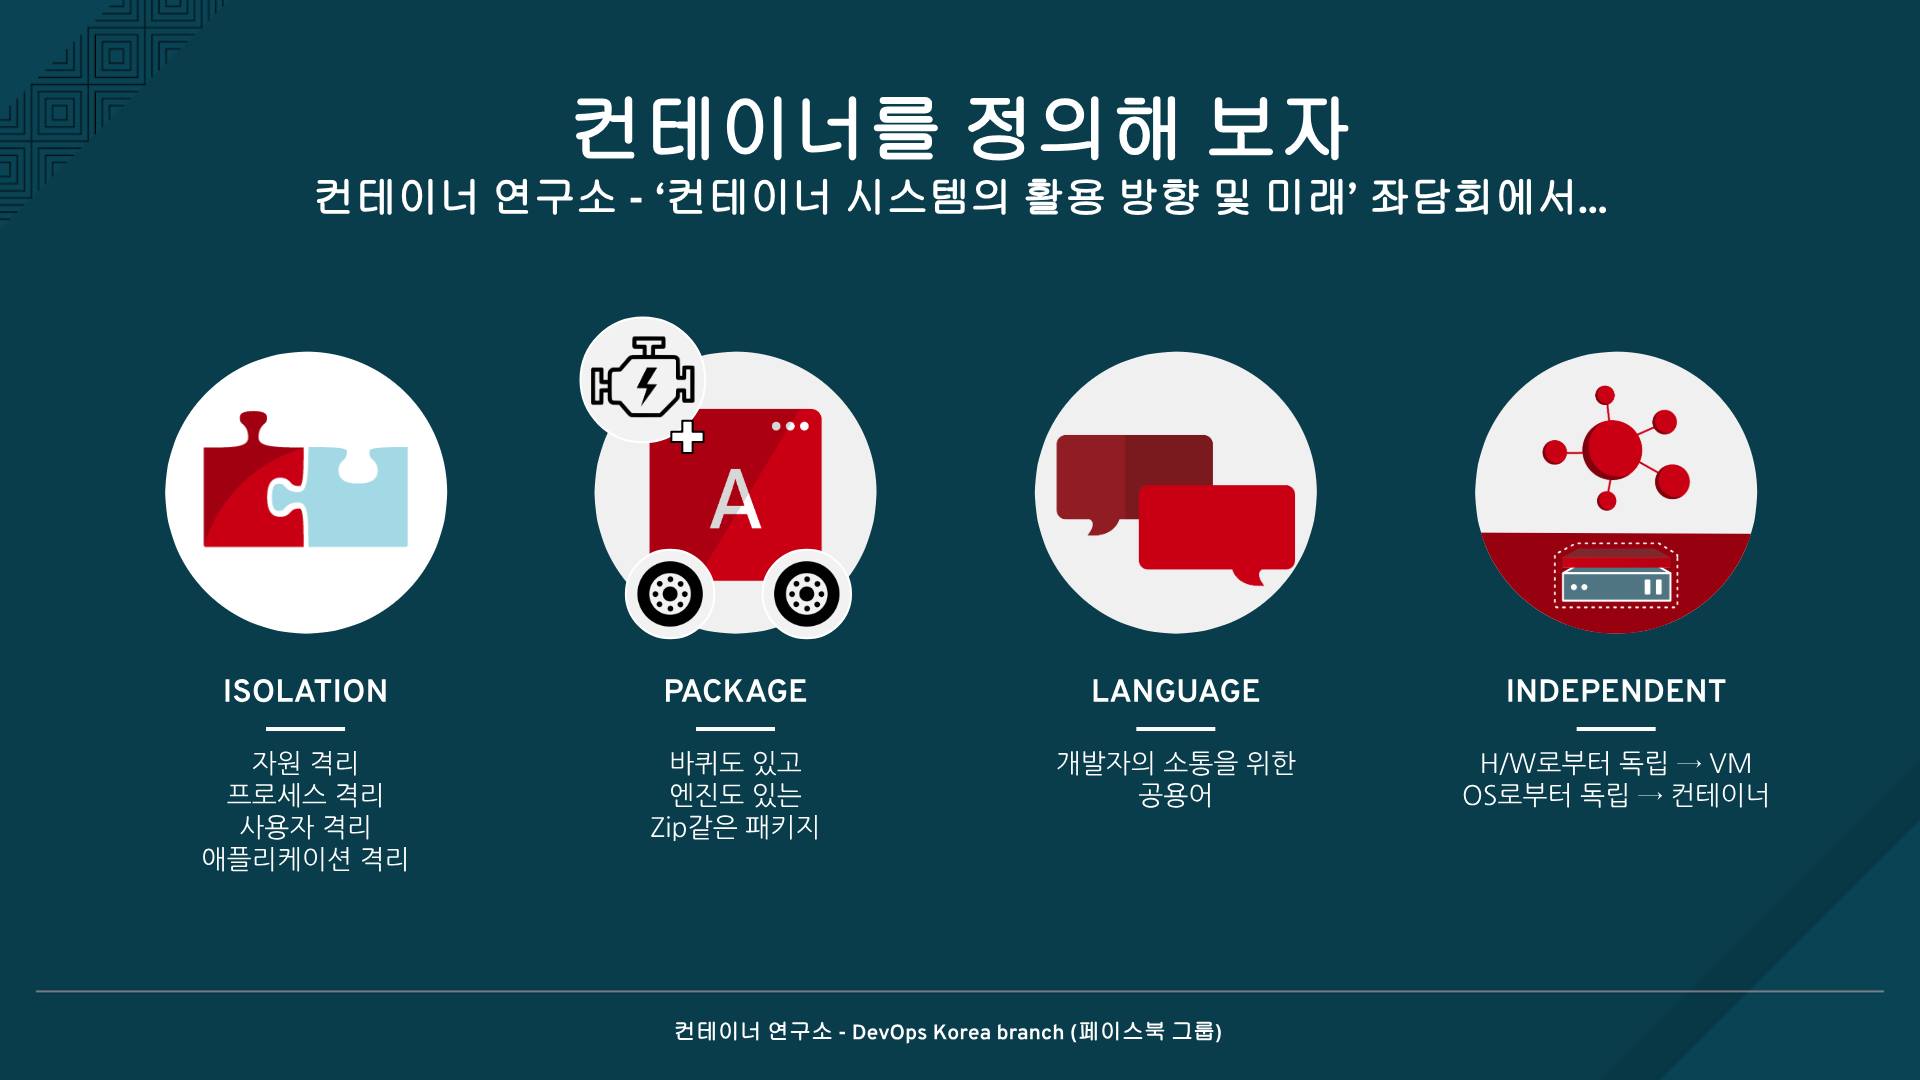 컨테이너를 정의해 보자
컨테이너 연구소 - ‘컨테이너 시스템의 활용 방향 및 미래’ 좌담회에서...
A
ISOLATION
자원 격리
프로세스 격리
사용자 격리
애플리케이션 격리
PACKAGE
바퀴도 있고
엔진도 있는
Zip같은 패키지
LANGUAGE
개발자의 소통을 위한
공용어
INDEPENDENT
H/W로부터 독립 → VM
OS로부터 독립 → 컨테이너
컨테이너 연구소 - DevOps Korea branch (페이스북 그룹)